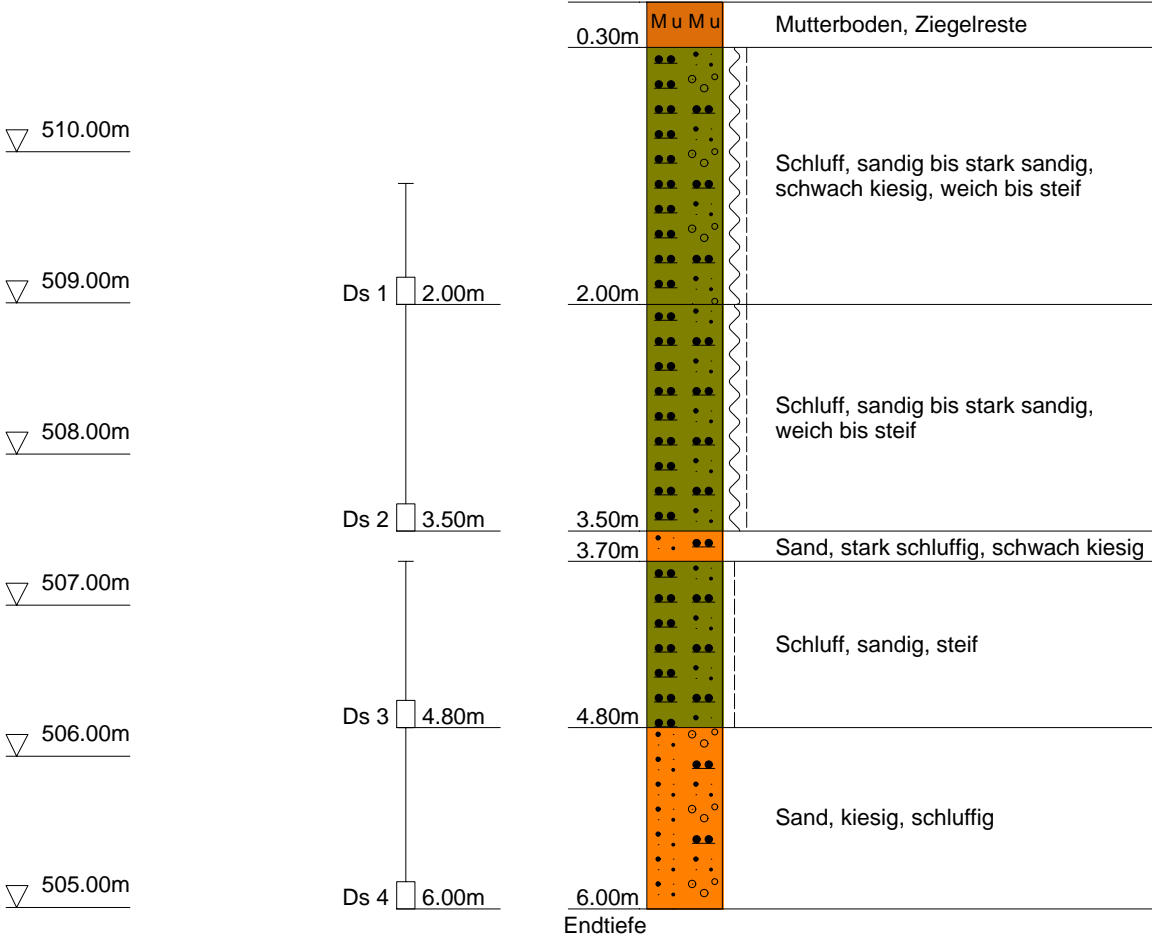 Mu Mu
Mutterboden, Ziegelreste
0.30m
510.00m
Schluff, sandig bis stark sandig,
schwach kiesig, weich bis steif
509.00m
Ds 1 2.00m
2.00m
Schluff, sandig bis stark sandig,
weich bis steif
508.00m
Ds 2 3.50m
3.50m
Sand, stark schluffig, schwach kiesig
3.70m
507.00m
Schluff, sandig, steif
Ds 3 4.80m
4.80m
506.00m
Sand, kiesig, schluffig
505.00m
Ds 4 6.00m
6.00m
Endtiefe